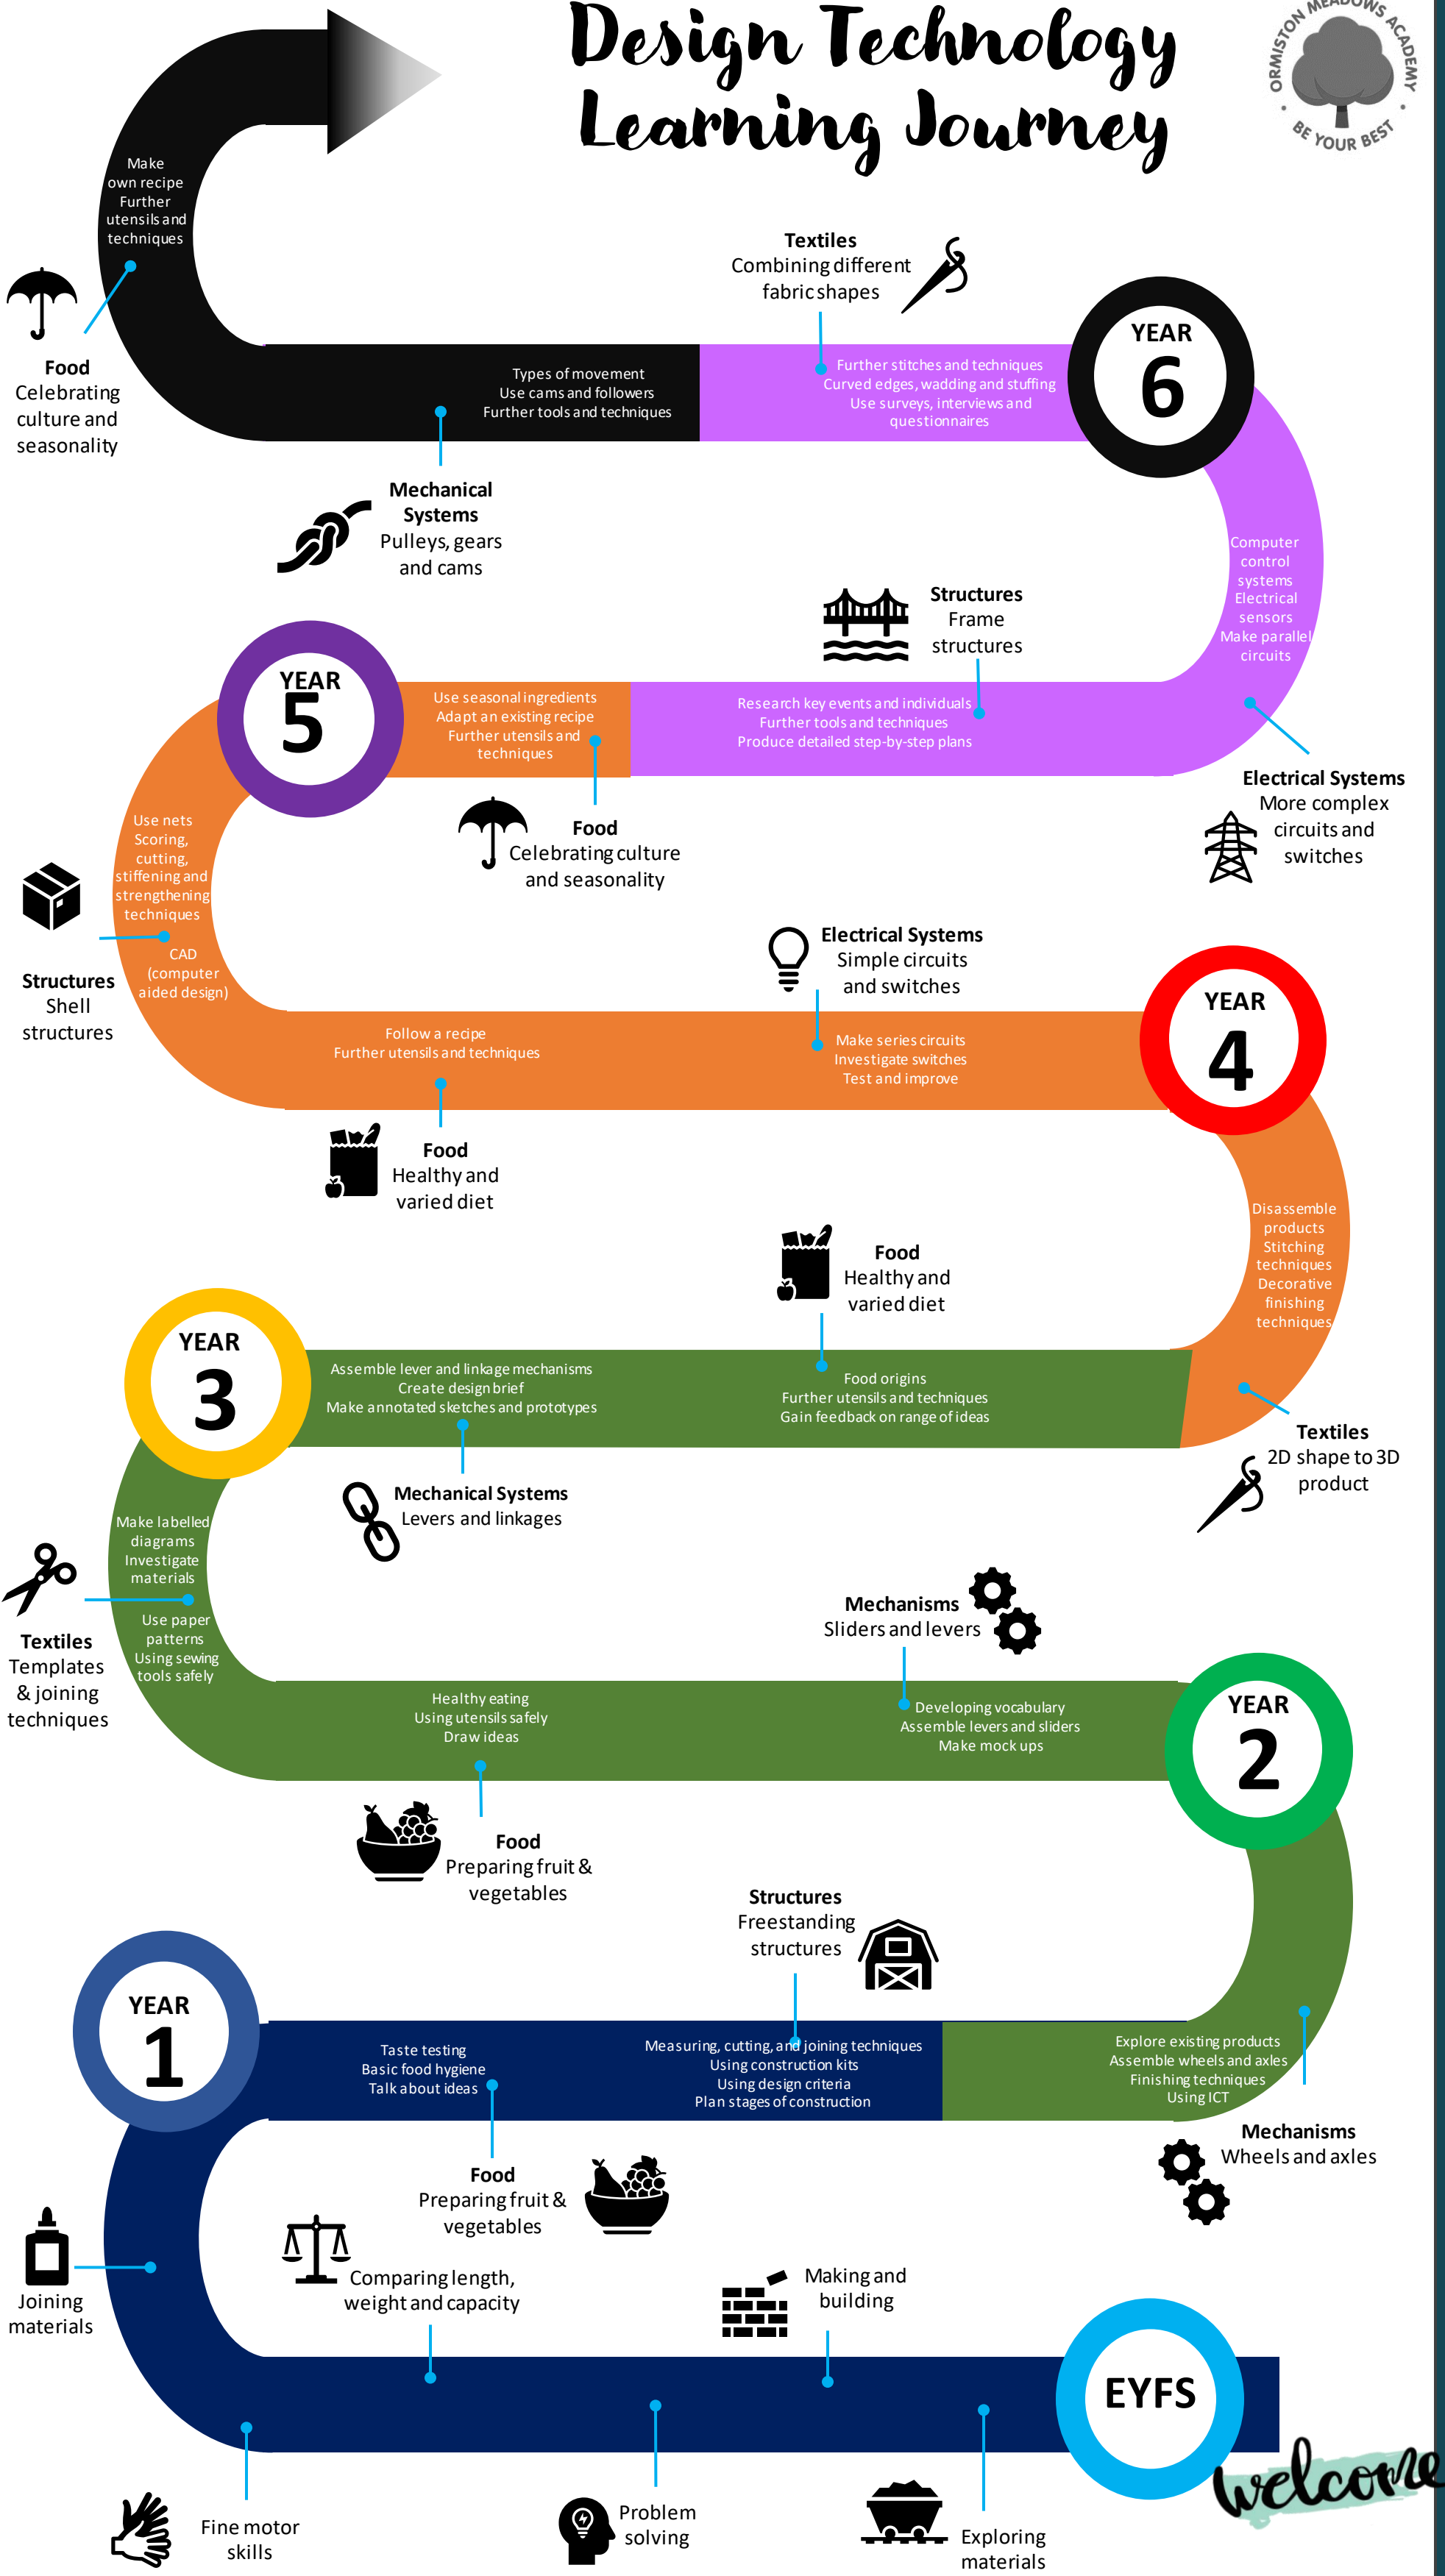 Design Technology
Learning Journey
ORMISTON MEADOWS ACADEMY
BE YOUR BEST
Make
own recipe
Further
utensils and
techniques
Food
Celebrating
culture and
seasonality
Textiles
Combining different
fabric shapes
Types of movement
Use cams and followers
Further tools and techniques
Further stitches and techniques
Curved edges, wadding and stuffing
Use surveys, interviews and
questionnaires
YEAR
6
Mechanical
Systems
Pulleys, gears
and cams
Computer
control
systems
Electrical
sensors
Make parallel
circuits
Structures
Frame
structures
YEAR
5
Use seasonal ingredients
Adapt an existing recipe
Further utensils and
techniques
Research key events and individuals
Further tools and techniques
Produce detailed step-by-step plans
Electrical Systems
More complex
circuits and
switches
Food
Celebrating culture
and seasonality
Use nets
Scoring,
cutting,
stiffening and
strengthening
techniques
CAD
(computer
aided design)
Structures
Shell
structures
Electrical Systems
Simple circuits
and switches
YEAR
4
Follow a recipe
Further utensils and techniques
Make series circuits
Investigate switches
Test and improve
Food
Healthy and
varied diet
Disassemble
products
Stitching
techniques
Decorative
finishing
techniques
Food
Healthy and
varied diet
YEAR
3
Assemble lever and linkage mechanisms
Create design brief
Make annotated sketches and prototypes
Food origins
Further utensils and techniques
Gain feedback on range of ideas
Textiles
2D shape to 3D
product
Mechanical Systems
Levers and linkages
Make labelled
diagrams
Investigate
materials
Use paper
patterns
Using sewing
tools safely
Textiles
Templates
& joining
techniques
Mechanisms
Sliders and levers
Healthy eating
Using utensils safely
Draw ideas
Developing vocabulary
Assemble levers and sliders
Make mock ups
YEAR
2
Food
Preparing fruit &
vegetables
Structures
Freestanding
structures
YEAR
1
Taste testing
Basic food hygiene
Talk about ideas
Measuring, cutting, and joining techniques
Using construction kits
Using design criteria
Plan stages of construction
Explore existing products
Assemble wheels and axles
Finishing techniques
Using ICT
Mechanisms
Wheels and axles
Food
Preparing fruit &
vegetables
Joining
materials
Comparing length,
weight and capacity
Making and
building
EYFS
welcome
Fine motor
skills
Problem
solving
Exploring
materials